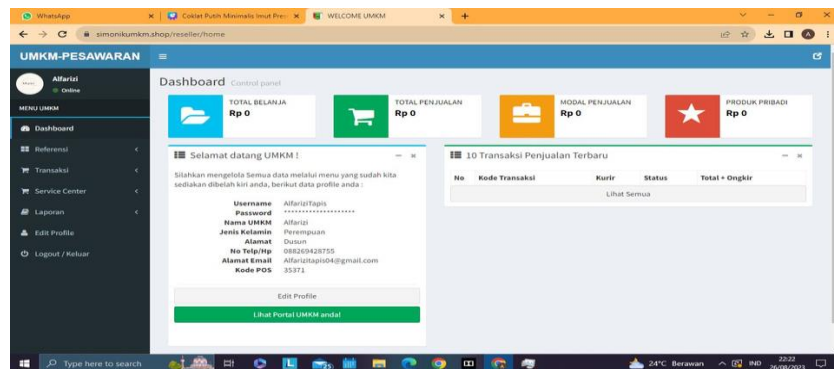 WhatsApp
Coklat Putih Minimalis Imut Pres
WELCOME UMKM
simonikumkm.shop/reseller/home
UMKM-PESAWARAN
Alfarizi
Online
MENU UMKM
Dashboard
Referensi
Transaksi
Service Center
Laporan
Edit Profile
Logout / Keluar
Dashboard Control panel
TOTAL BELANJA
Rp 0
TOTAL PENJUALAN
Rp 0
MODAL PENJUALAN
Rp 0
PRODUK PRIBADI
Rp 0
Selamat datang UMKM !
Silahkan mengelola Semua data melalui menu yang sudah kita
sediakan dibelah kiri anda, berikut data profile anda :
Username AlfariziTapis
Password ********************
Nama UMKM Alfarizi
Jenis Kelamin Perempuan
Alamat Dusun
No Telp/Hp 088269428755
Alamat Email Alfarizitapis04@gmail.com
Kode POS 35371
Edit Profile
Lihat Portal UMKM anda!
10 Transaksi Penjualan Terbaru
No Kode Transaksi Kurir Status Total + Ongkir
Lihat Semua
Type here to search
24°C Berawan
IND
22:22
26/08/2023